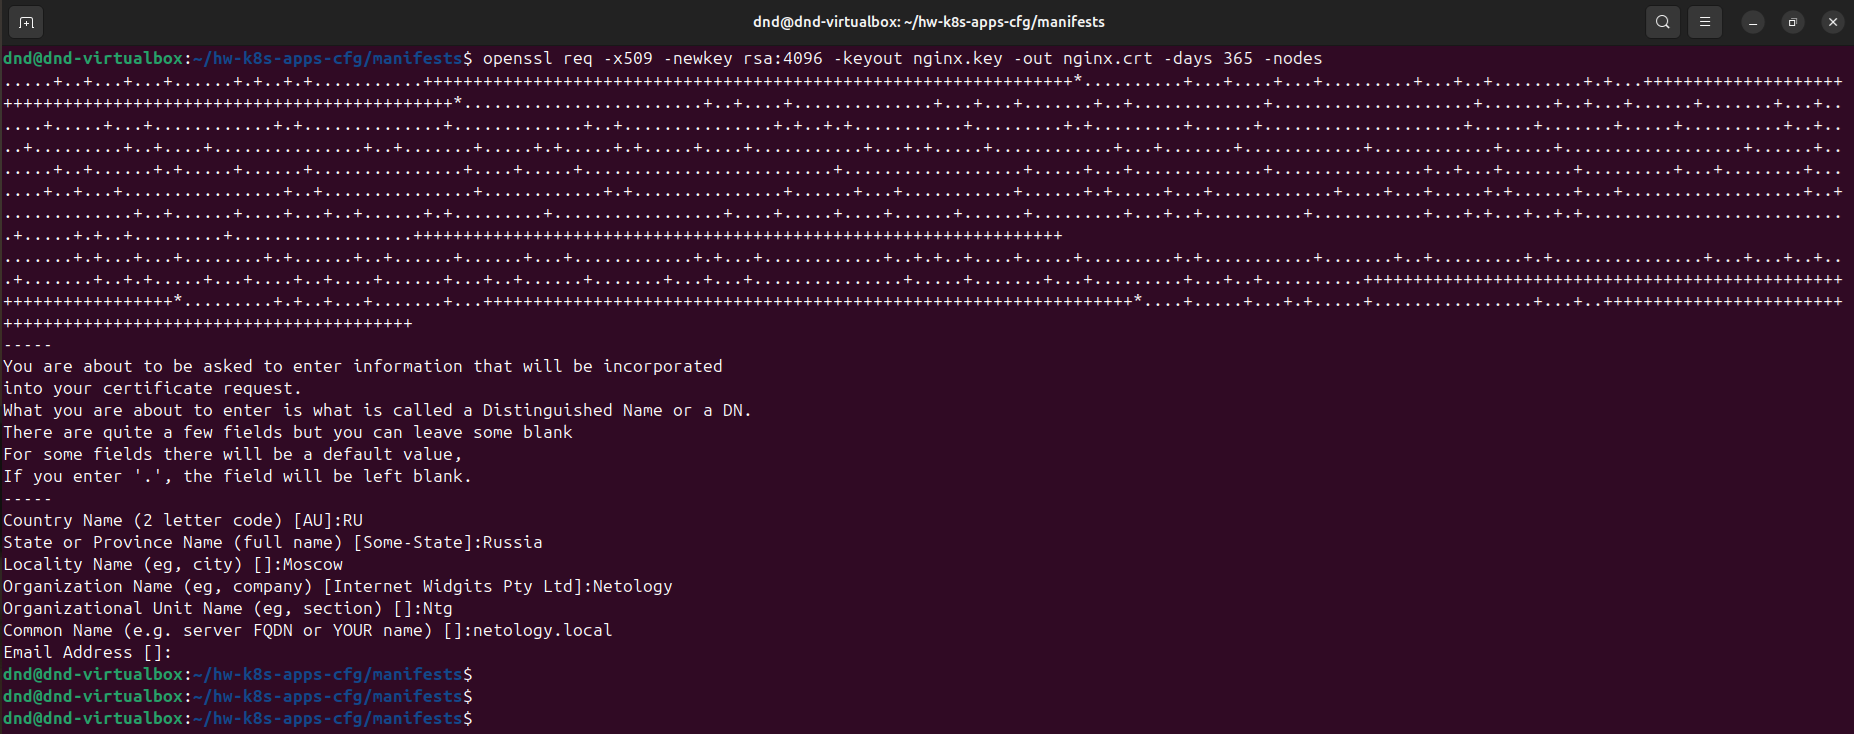 dnd@dnd-virtualbox: ~/hw-k8s-apps-cfg/manifests
dnd@dnd-virtualbox:~/hw-k8s-apps-cfg/manifests$ openssl req -x509 -newkey rsa:4096 -keyout nginx.key -out nginx.crt -days 365 -nodes
-----
You are about to be asked to enter information that will be incorporated
into your certificate request.
What you are about to enter is what is called a Distinguished Name or a DN.
There are quite a few fields but you can leave some blank
For some fields there will be a default value,
If you enter '.', the field will be left blank.
-----
Country Name (2 letter code) [AU]:RU
State or Province Name (full name) [Some-State]:Russia
Locality Name (eg, city) []:Moscow
Organization Name (eg, company) [Internet Widgits Pty Ltd]:Netology
Organizational Unit Name (eg, section) []:Ntg
Common Name (e.g. server FQDN or YOUR name) []:netology.local
Email Address []:
dnd@dnd-virtualbox:~/hw-k8s-apps-cfg/manifests$
dnd@dnd-virtualbox:~/hw-k8s-apps-cfg/manifests$
dnd@dnd-virtualbox:~/hw-k8s-apps-cfg/manifests$